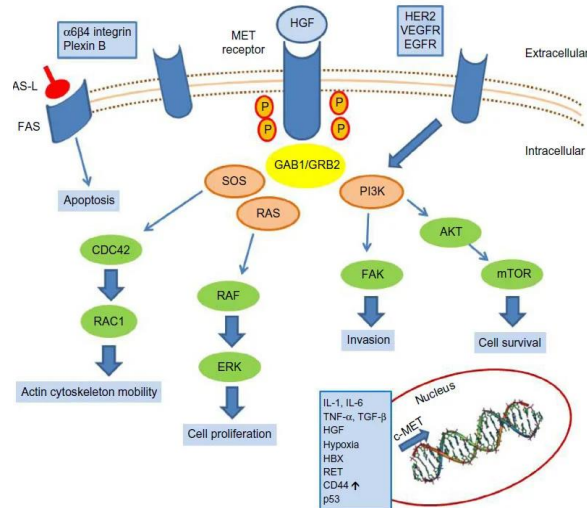 α6β4 integrin
Plexin B
MET
receptor
HGF
HER2
VEGFR
EGFR
Extracellular
AS-L
FAS
P
P
P
P
Intracellular
GAB1/GRB2
SOS
PI3K
RAS
Apoptosis
CDC42
AKT
RAF
FAK
mTOR
RAC1
Invasion
Cell survival
ERK
Actin cytoskeleton mobility
Cell proliferation
IL-1, IL-6
TNF-α, TGF-β
HGF
Hypoxia
HBX
RET
CD44 ↑
p53
Nucleus
c-MET